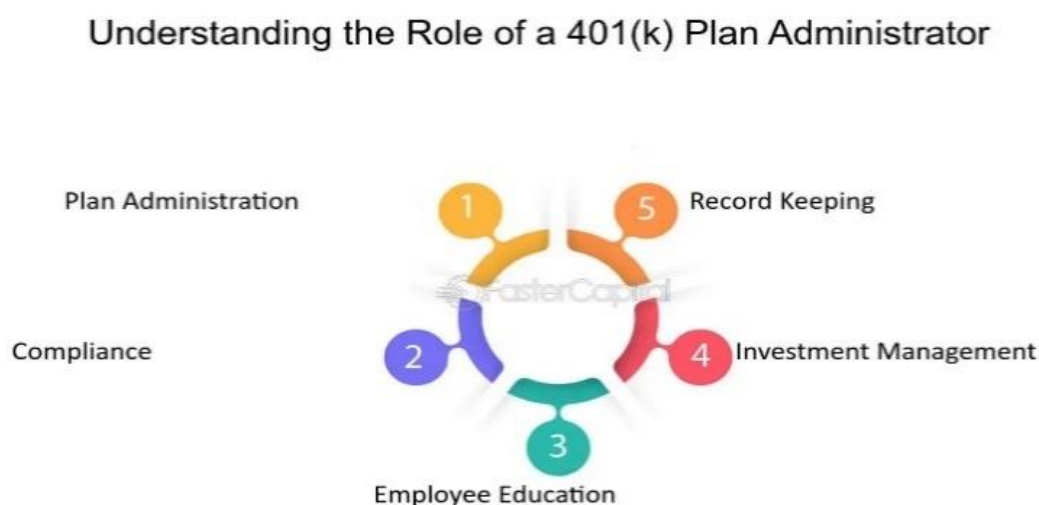 Understanding the Role of a 401(k) Plan Administrator
Plan Administration
1
5
Record Keeping
FasterCapital
Compliance
2
4
Investment Management
3
Employee Education